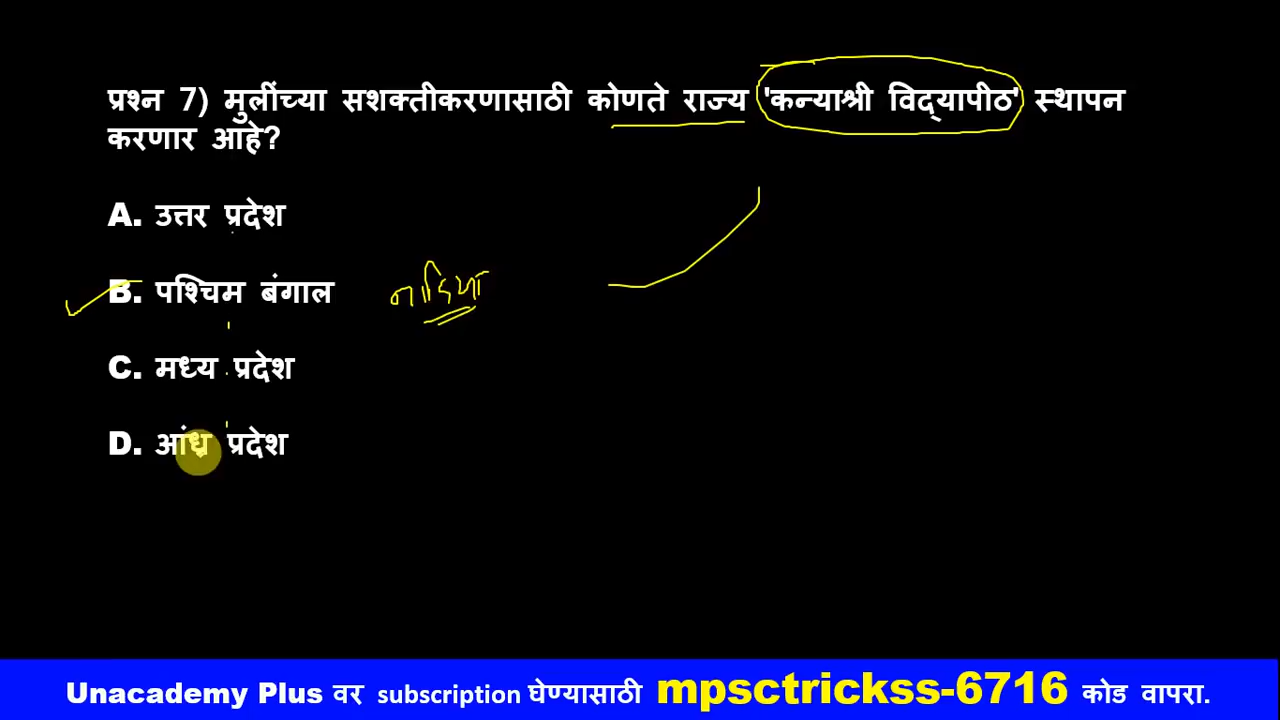 प्रश्न 7) मुलींच्या सशक्तीकरणासाठी कोणते राज्य 'कन्याश्री विद्यापीठ' स्थापन
करणार आहे?
A. उत्तर प्रदेश
B. पश्चिम बंगाल नादिया
C. मध्य प्रदेश
D. आंध्र प्रदेश
Unacademy Plus वर subscription घेण्यासाठी mpsctrickss-6716 कोड वापरा.